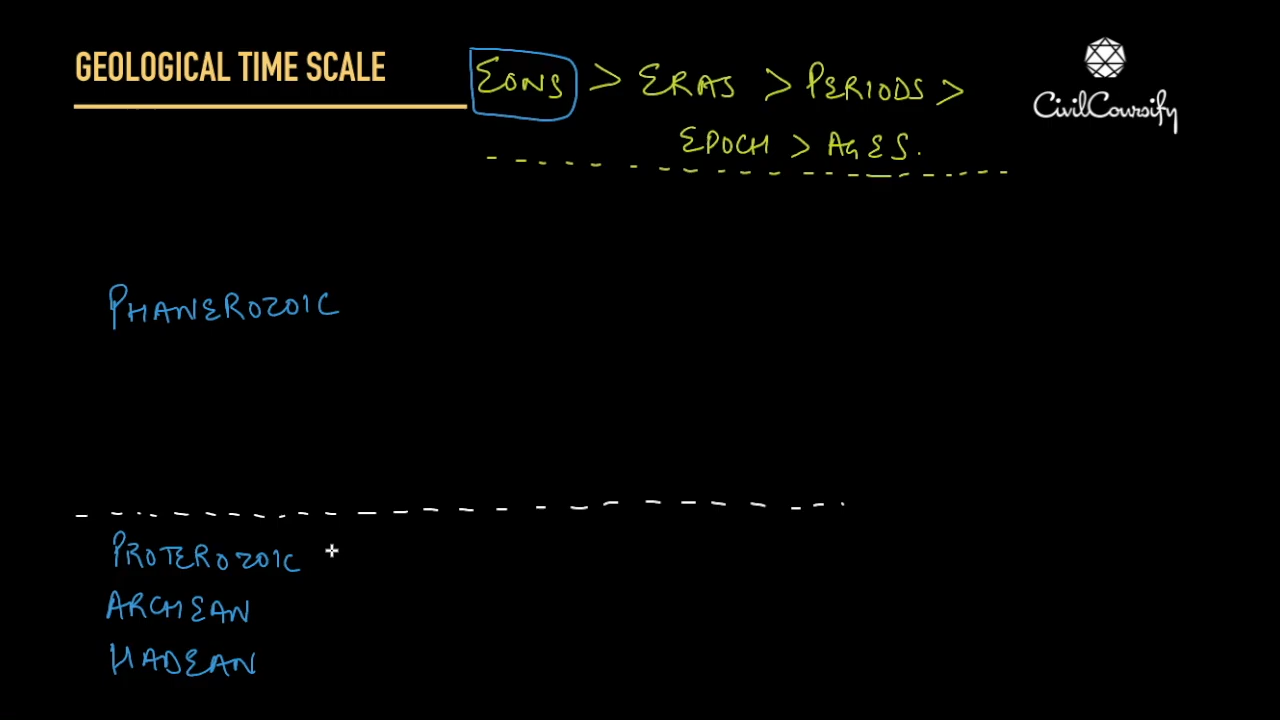 GEOLOGICAL TIME SCALE
EONS > ERAS > PERIODS >
EPOCH > AGES.
CivilCoursify
PHANEROZOIC
PROTEROZOIC
ARCHEAN
HADEAN